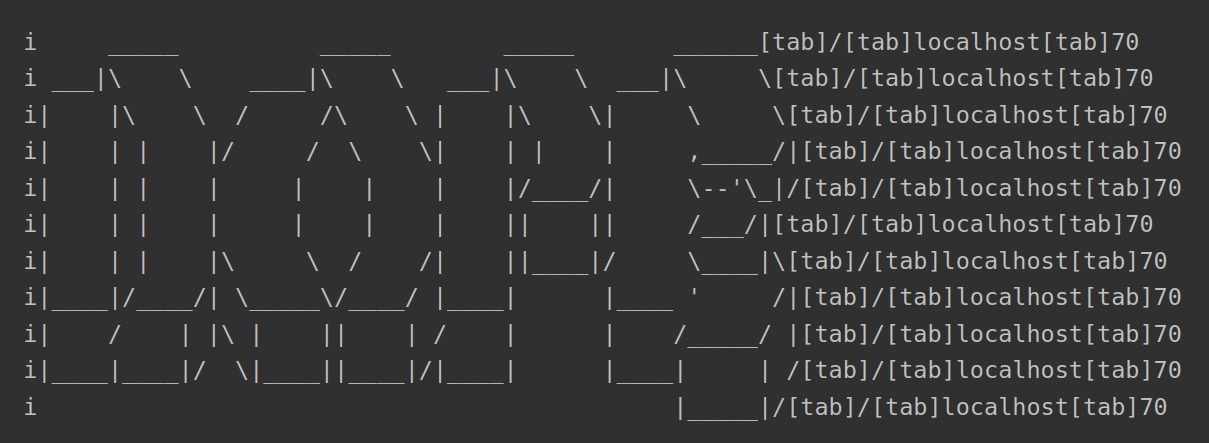 i     _____          _____        _____       ______[tab]/[tab]localhost[tab]70
i ___|\    \    ____|\    \   ___|\    \  ___|\     \[tab]/[tab]localhost[tab]70
i|    |\    \  /     /\    \ |    |\    \|     \     \[tab]/[tab]localhost[tab]70
i|    | |    |/     /  \    \|    | |    |     ,_____/|[tab]/[tab]localhost[tab]70
i|    | |    |     |    |    |    |/____/|     \--'\_|/[tab]/[tab]localhost[tab]70
i|    | |    |     |    |    |    ||    ||     /___/|[tab]/[tab]localhost[tab]70
i|    | |    |\     \  /    /|    ||____|/     \____|\[tab]/[tab]localhost[tab]70
i|____|/____/| \_____\/____/ |____|      |____ '     /|[tab]/[tab]localhost[tab]70
i|    /    | |\ |    ||    | /    |      |    /_____/ |[tab]/[tab]localhost[tab]70
i|____|____|/  \|____||____|/|____|      |____|     | /[tab]/[tab]localhost[tab]70
i                                             |_____|/[tab]/[tab]localhost[tab]70